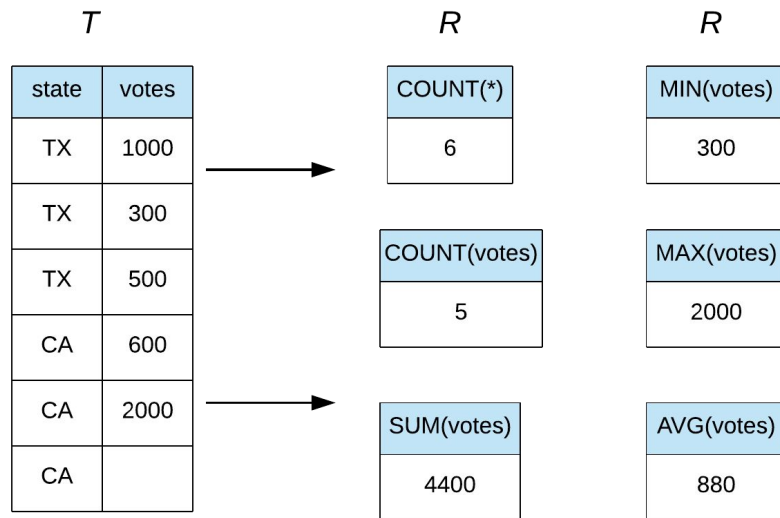 T
R
R
state votes
TX 1000
TX 300
TX 500
CA 600
CA 2000
CA
COUNT(*)
6
COUNT(votes)
5
SUM(votes)
4400
MIN(votes)
300
MAX(votes)
2000
AVG(votes)
880